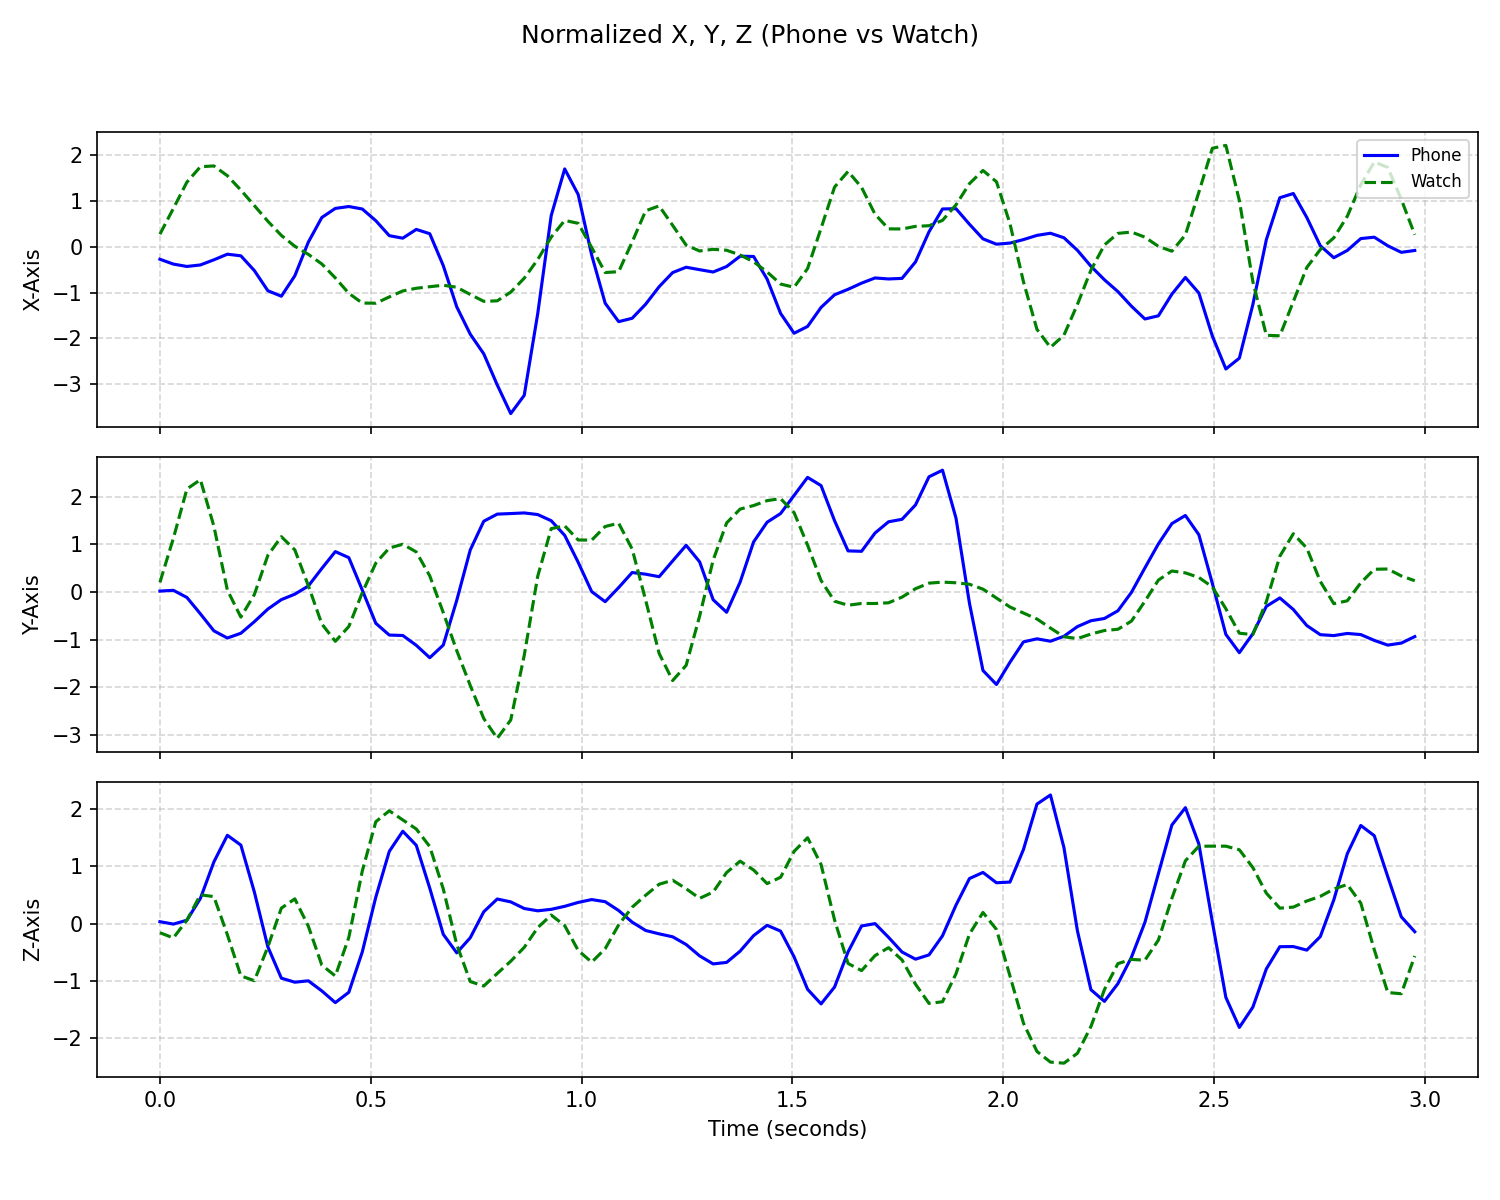 Normalized X, Y, Z (Phone vs Watch)
Phone
Watch
2
1
0
−1
−2
−3
X-Axis
2
1
0
−1
−2
−3
Y-Axis
2
1
0
−1
−2
Z-Axis
0.0 0.5 1.0 1.5 2.0 2.5 3.0
Time (seconds)